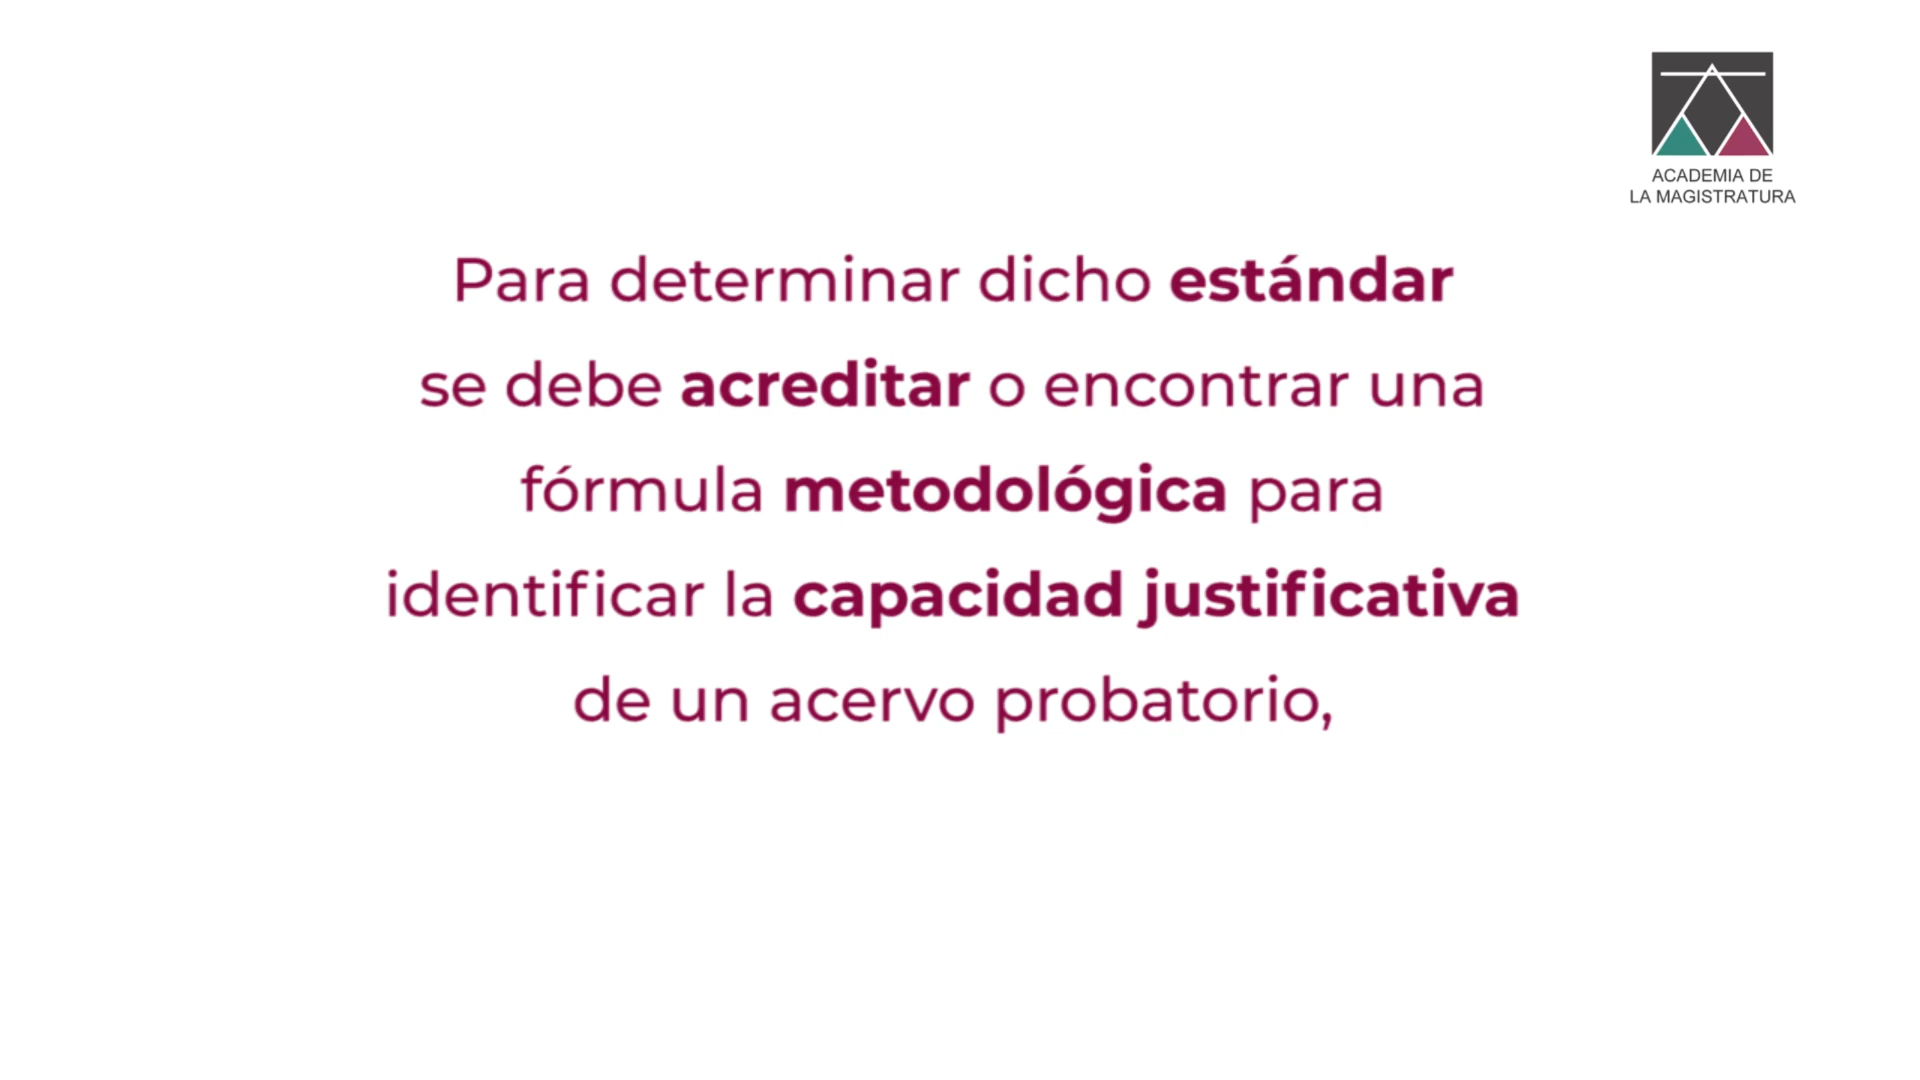 ACADEMIA DE
LA MAGISTRATURA
Para determinar dicho estándar
se debe acreditar o encontrar una
fórmula metodológica para
identificar la capacidad justificativa
de un acervo probatorio,